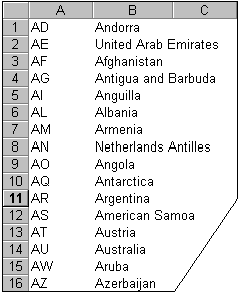 A B C
1 AD Andorra
2 AE United Arab Emirates
3 AF Afghanistan
4 AG Antigua and Barbuda
5 AI Anguilla
6 AL Albania
7 AM Armenia
8 AN Netherlands Antilles
9 AO Angola
10 AQ Antarctica
11 AR Argentina
12 AS American Samoa
13 AT Austria
14 AU Australia
15 AW Aruba
16 AZ Azerbaijan